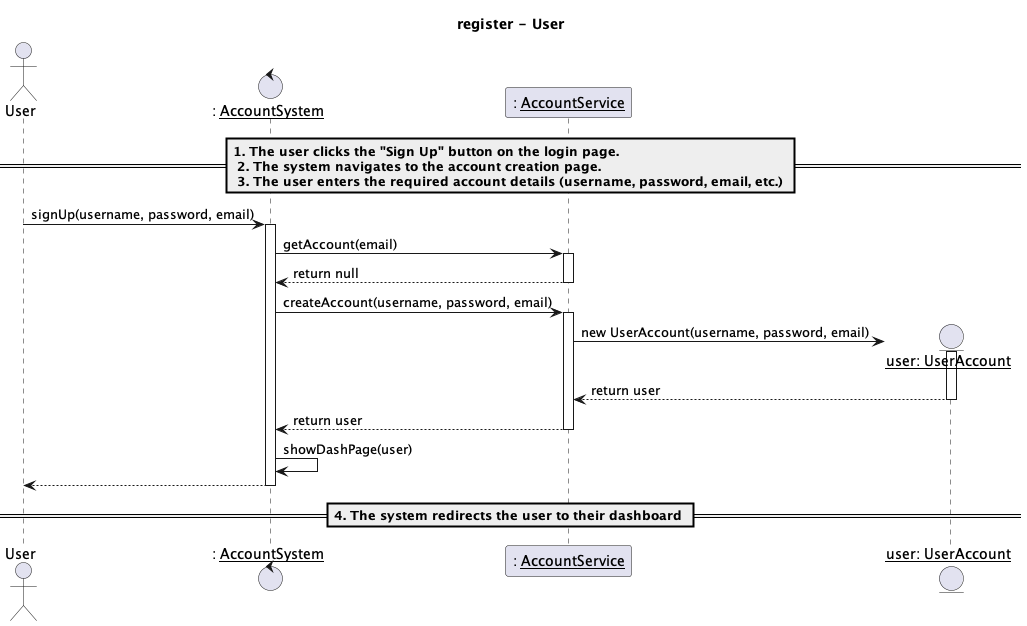 register - User
User
: AccountSystem
: AccountService
1. The user clicks the "Sign Up" button on the login page.
2. The system navigates to the account creation page.
3. The user enters the required account details (username, password, email, etc.)
signUp(username, password, email)
getAccount(email)
return null
createAccount(username, password, email)
new UserAccount(username, password, email)
user: UserAccount
return user
return user
showDashPage(user)
4. The system redirects the user to their dashboard
User
: AccountSystem
: AccountService
user: UserAccount